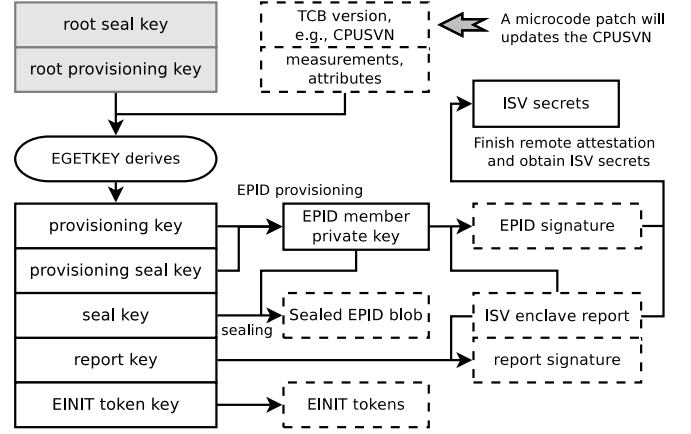 root seal key
root provisioning key
TCB version,
e.g., CPUSVN
measurements,
attributes
A microcode patch will
updates the CPUSVN
ISV secrets
Finish remote attestation
and obtain ISV secrets
EGETKEY derives
EPID provisioning
provisioning key
EPID member
private key
EPID signature
provisioning seal key
seal key
sealing
Sealed EPID blob
ISV enclave report
report key
report signature
EINIT token key
EINIT tokens